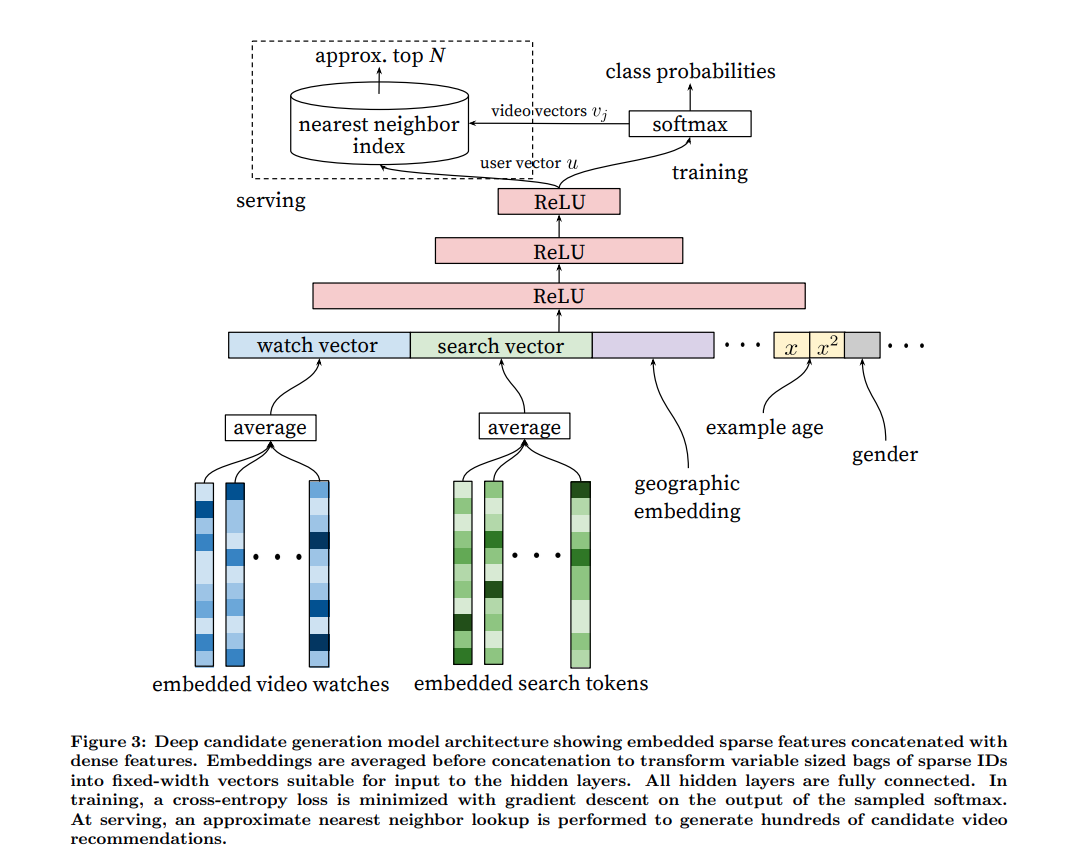 approx. top N
class probabilities
nearest neighbor
index
video vectors vⱼ
softmax
user vector u
training
serving
ReLU
ReLU
ReLU
watch vector
search vector
· · ·
x
x²
· · ·
average
average
example age
gender
geographic
embedding
· · ·
· · ·
embedded video watches
embedded search tokens
Figure 3: Deep candidate generation model architecture showing embedded sparse features concatenated with
dense features. Embeddings are averaged before concatenation to transform variable sized bags of sparse IDs
into fixed-width vectors suitable for input to the hidden layers. All hidden layers are fully connected. In
training, a cross-entropy loss is minimized with gradient descent on the output of the sampled softmax.
At serving, an approximate nearest neighbor lookup is performed to generate hundreds of candidate video
recommendations.